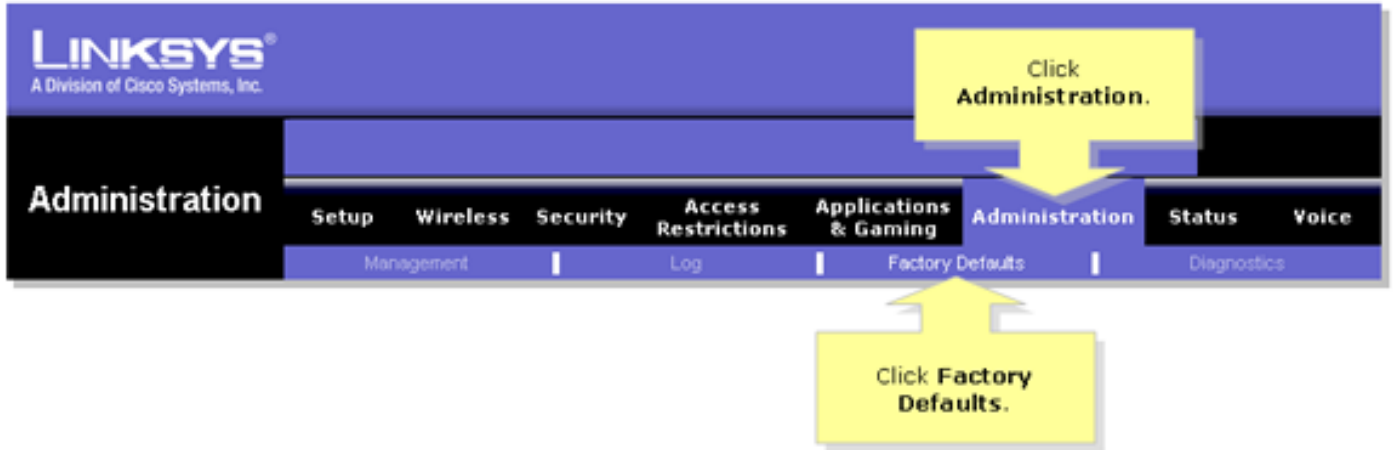 LINKSYS®
A Division of Cisco Systems, Inc.
Click
Administration.
Administration
Setup
Wireless
Security
Access
Restrictions
Applications
& Gaming
Administration
Status
Voice
Management
Log
Factory Defaults
Diagnostics
Click Factory
Defaults.